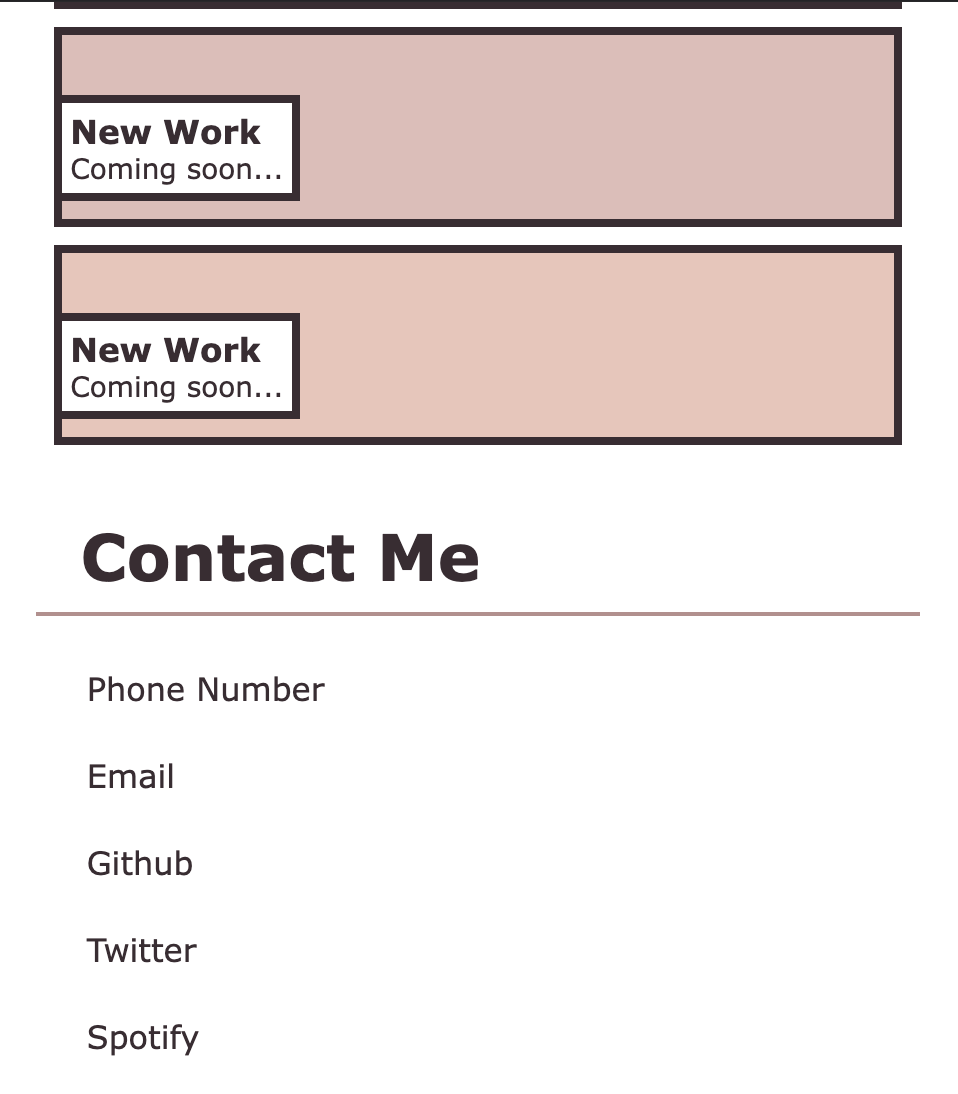 New Work
Coming soon...
New Work
Coming soon...
Contact Me
Phone Number
Email
Github
Twitter
Spotify